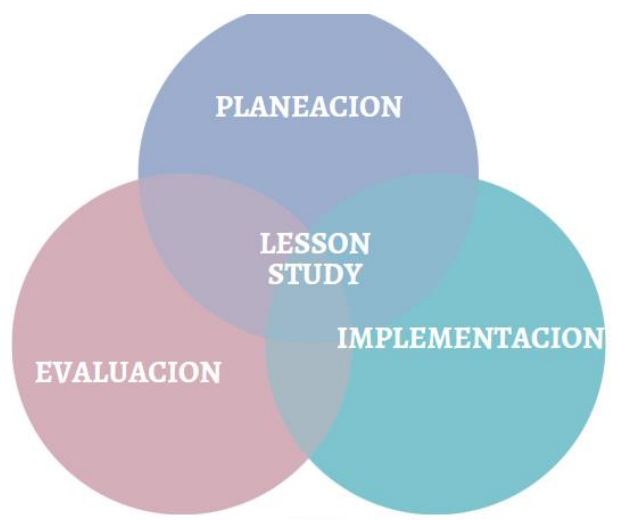 PLANEACION
LESSON
STUDY
IMPLEMENTACION
EVALUACION